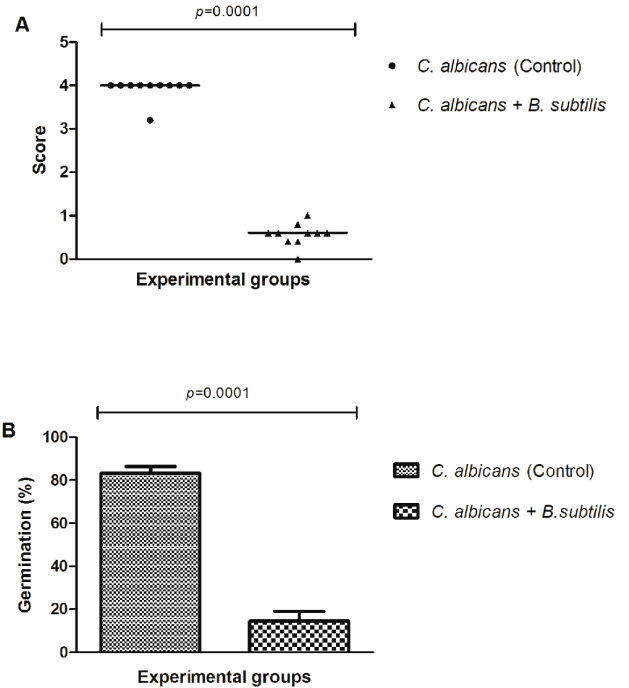 A
p=0.0001
5
4
3
2
1
0
Score
Experimental groups
C. albicans (Control)
C. albicans + B. subtilis
B
p=0.0001
100
80
60
40
20
0
Germination (%)
Experimental groups
C. albicans (Control)
C. albicans + B.subtilis